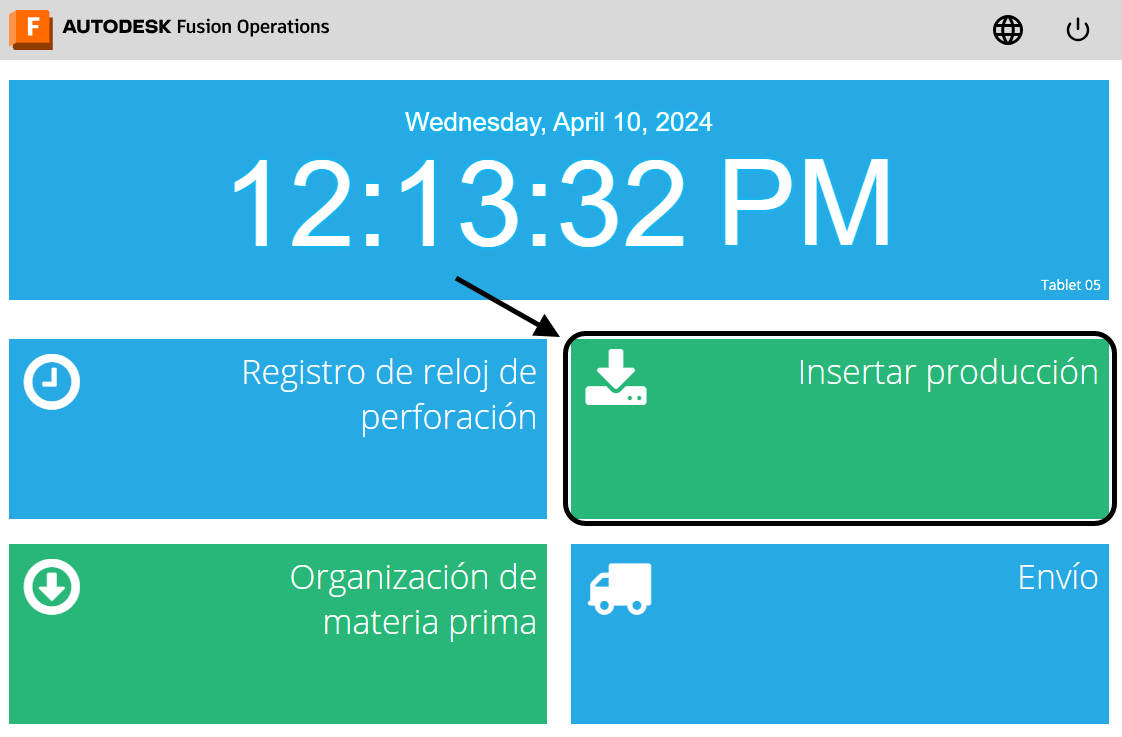 F AUTODESK Fusion Operations
Wednesday, April 10, 2024
12:13:32 PM
Tablet 05
Registro de reloj de
perforación
Insertar producción
Organización de
materia prima
Envío